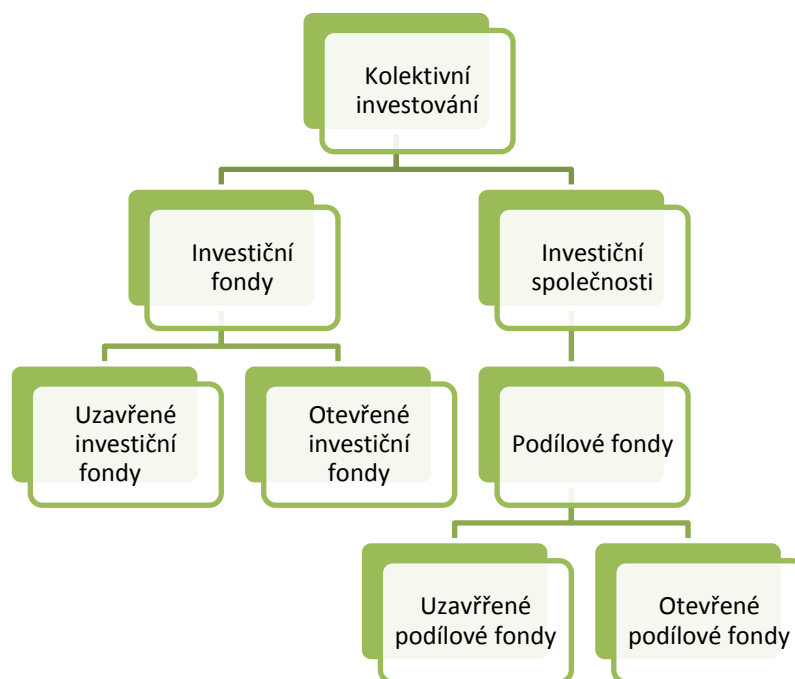 Kolektivní
investování
Investiční
fondy
Investiční
společnosti
Uzavřené
investiční
fondy
Otevřené
investiční
fondy
Podílové fondy
Uzavřřené
podílové fondy
Otevřené
podílové fondy